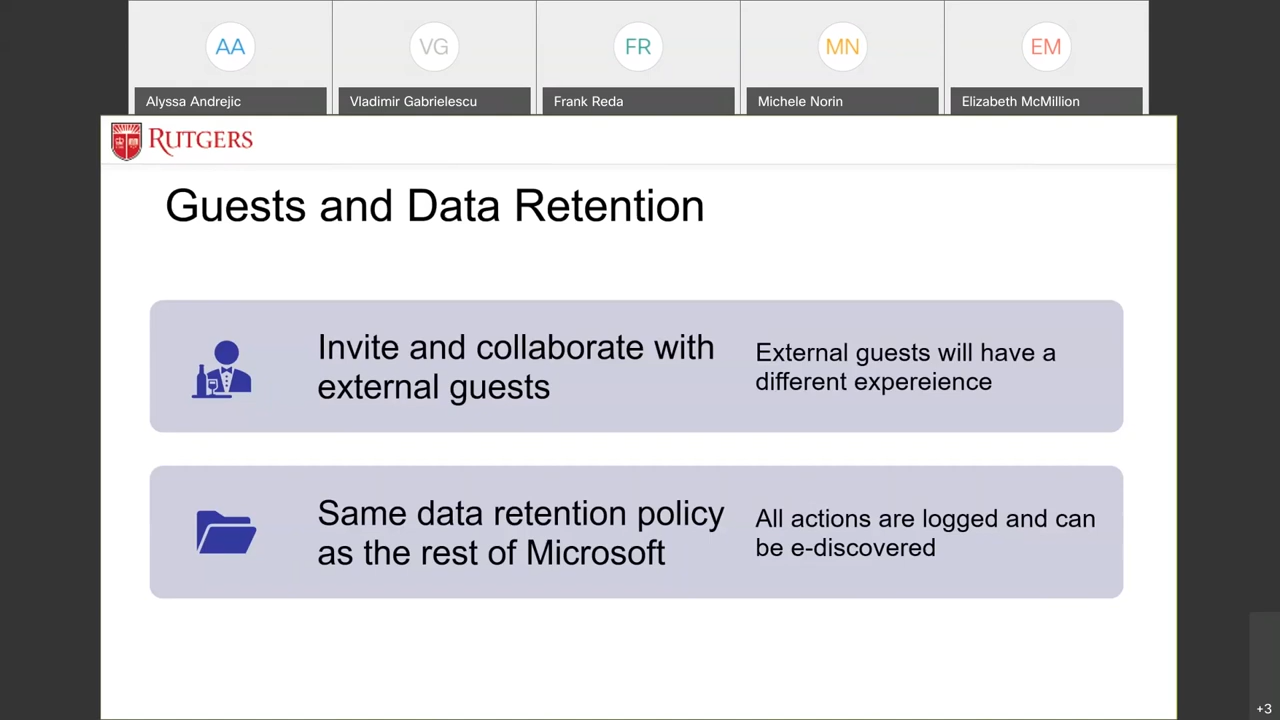 AA
VG
FR
MN
EM
Alyssa Andrejic
Vladimir Gabrielescu
Frank Reda
Michele Norin
Elizabeth McMillion
RUTGERS
Guests and Data Retention
Invite and collaborate with
external guests
External guests will have a
different expereience
Same data retention policy
as the rest of Microsoft
All actions are logged and can
be e-discovered
+3